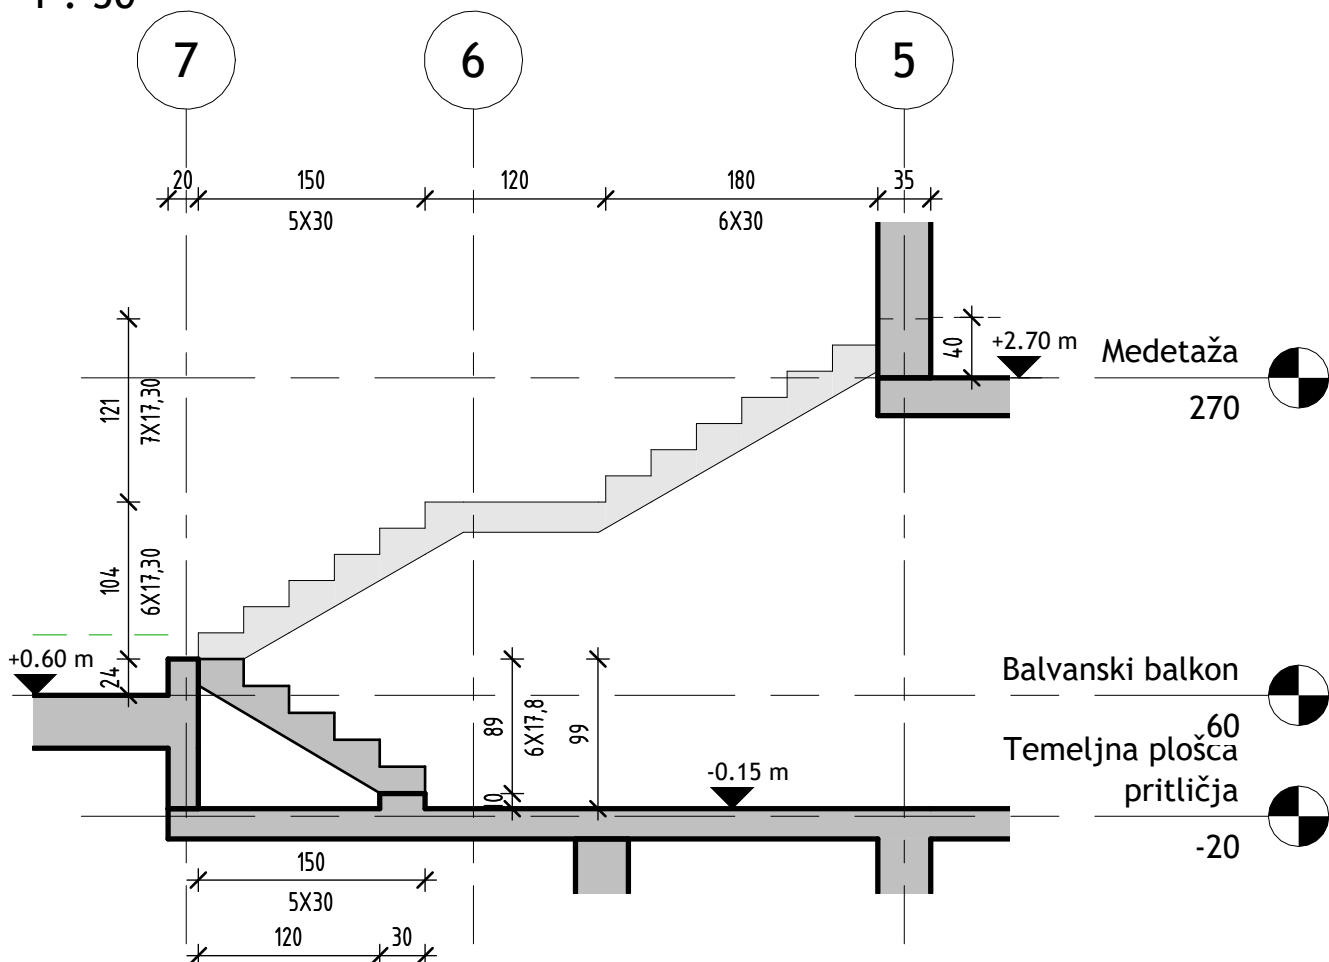 1 : 50
7
6
5
20
150
120
180
35
5X30
6X30
121
7X17,30
40
+2.70 m
Medetaža
270
104
6X17,30
+0.60 m
24
89
6X17,8
99
10
-0.15 m
Balvanski balkon
60
Temeljna plošča
pritličja
-20
150
5X30
120
30